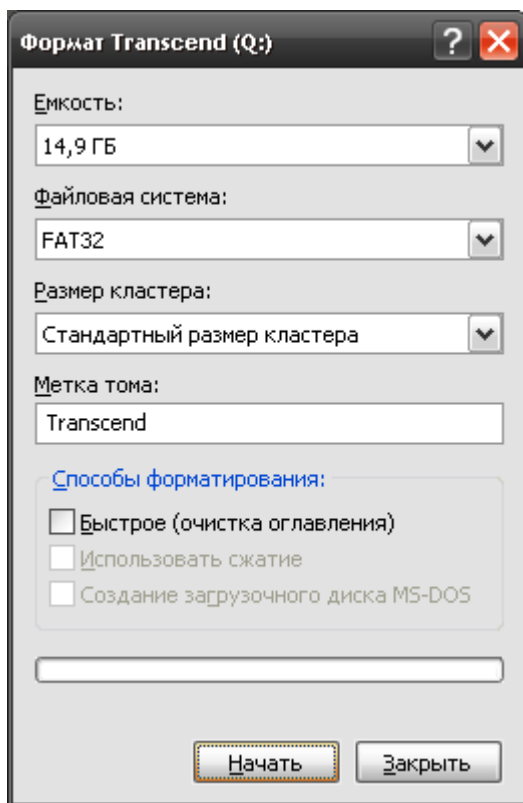 Формат Transcend (Q:)
Емкость:
14,9 ГБ
Файловая система:
FAT32
Размер кластера:
Стандартный размер кластера
Метка тома:
Transcend
Способы форматирования:
Быстрое (очистка оглавления)
Использовать сжатие
Создание загрузочного диска MS-DOS
Начать
Закрыть